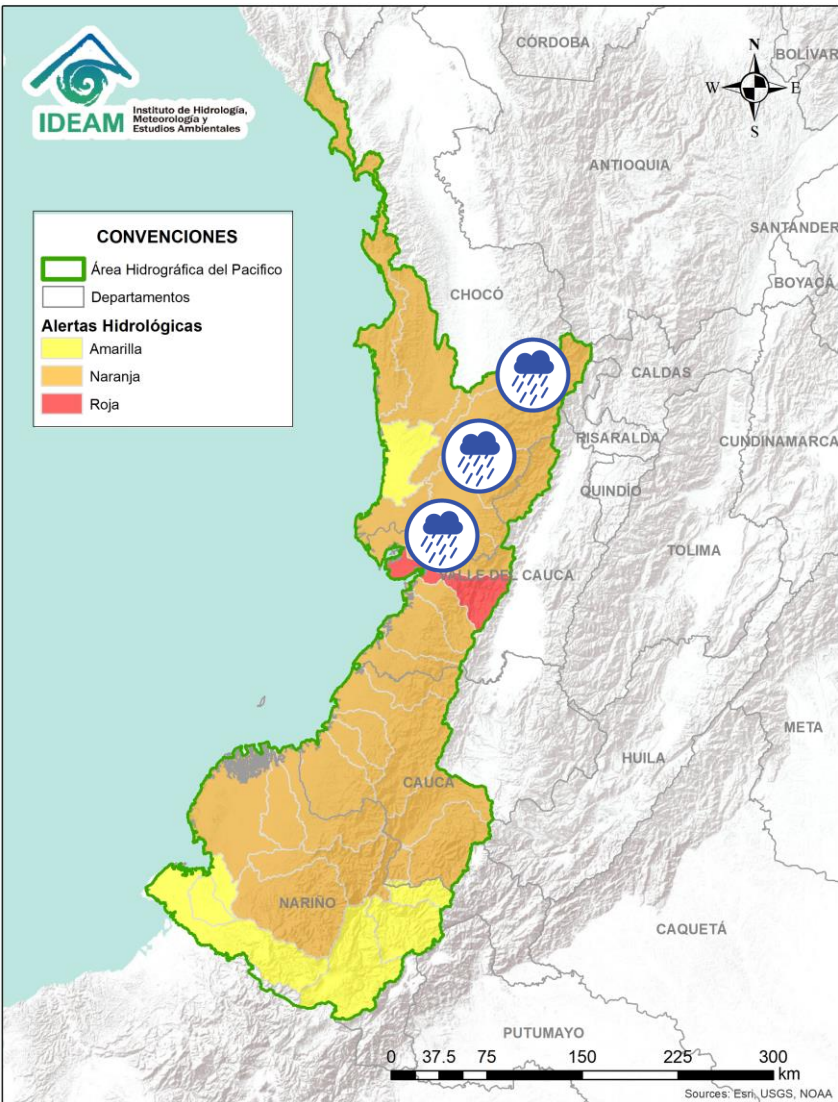 IDEAM
Instituto de Hidrología,
Meteorología y
Estudios Ambientales
N
W
E
S
CÓRDOBA
BOLÍVAR
ANTIOQUIA
SANTANDER
BOYACÁ
CHOCÓ
CALDAS
RISARALDA
CUNDINAMARCA
QUINDÍO
TOLIMA
VALLE DEL CAUCA
META
HUILA
CAUCA
NARIÑO
CAQUETÁ
PUTUMAYO
CONVENCIONES
Área Hidrográfica del Pacifico
Departamentos
Alertas Hidrológicas
Amarilla
Naranja
Roja
0 37.5 75 150 225 300
km
Sources: Esri, USGS, NOAA